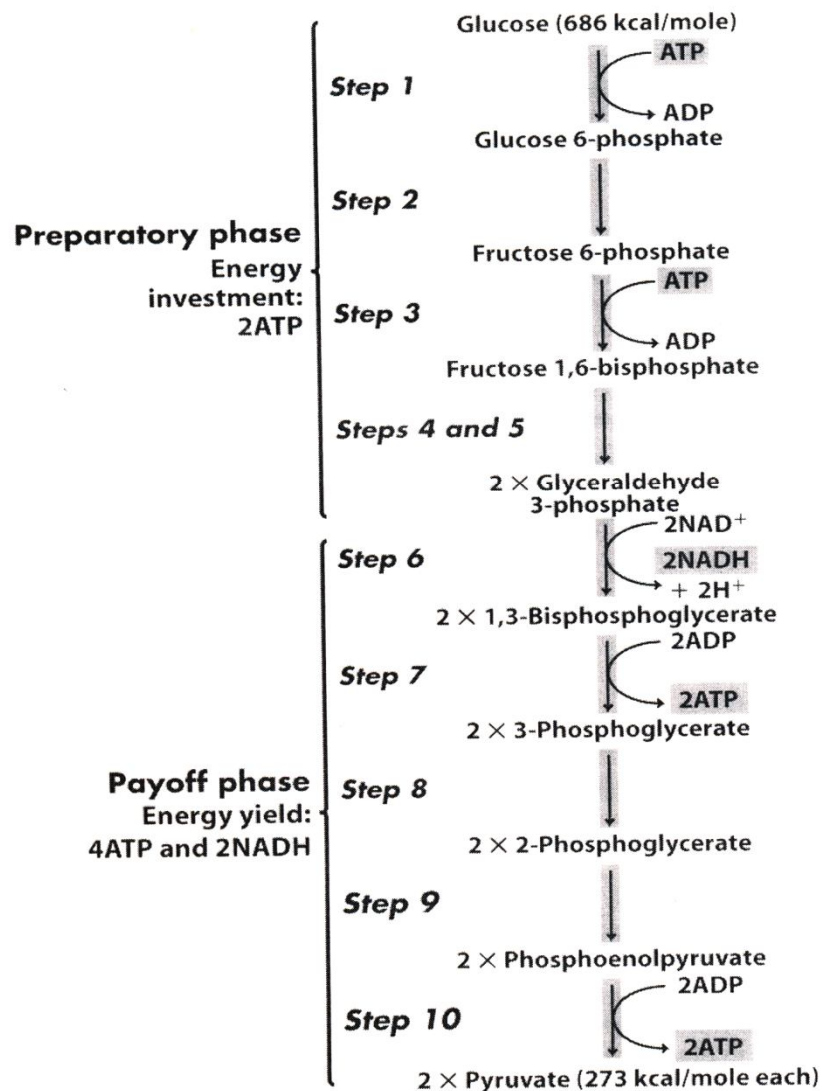 Glucose (686 kcal/mole)
ATP
Step 1
ADP
Glucose 6-phosphate
Step 2
Preparatory phase
Energy
investment:
2ATP
Fructose 6-phosphate
ATP
Step 3
ADP
Fructose 1,6-bisphosphate
Steps 4 and 5
2 × Glyceraldehyde
3-phosphate
2NAD⁺
Step 6
2NADH
+ 2H⁺
2 × 1,3-Bisphosphoglycerate
2ADP
Step 7
2ATP
2 × 3-Phosphoglycerate
Payoff phase
Energy yield:
4ATP and 2NADH
Step 8
2 × 2-Phosphoglycerate
Step 9
2 × Phosphoenolpyruvate
2ADP
Step 10
2ATP
2 × Pyruvate (273 kcal/mole each)